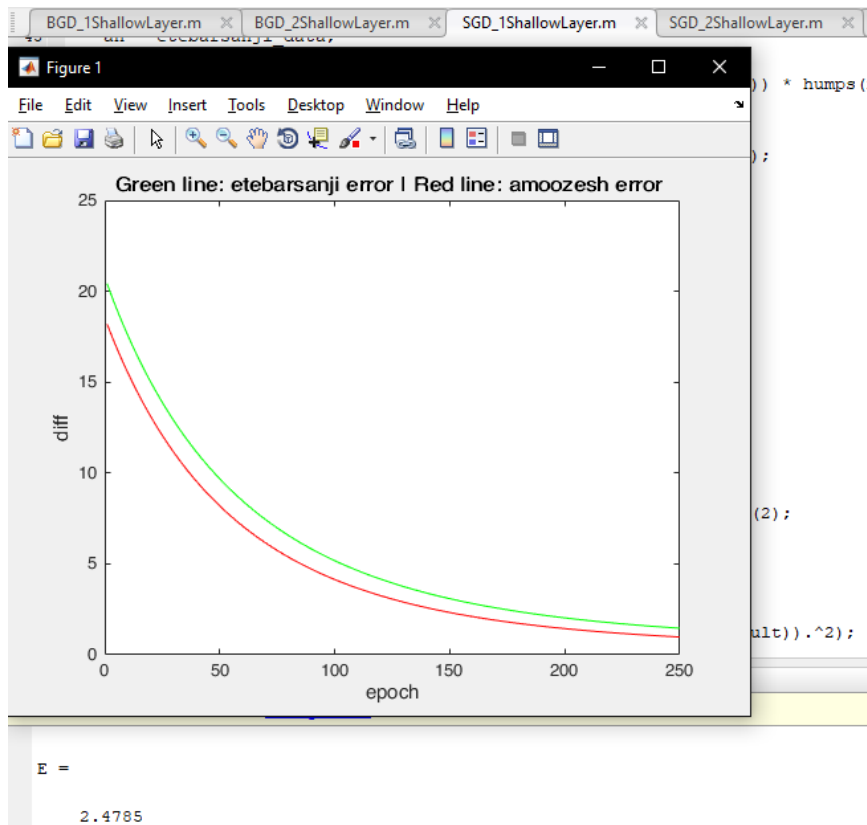 BGD_1ShallowLayer.m BGD_2ShallowLayer.m SGD_1ShallowLayer.m SGD_2ShallowLayer.m
etebarsanji_data;
Figure 1
)) * humps(
File Edit View Insert Tools Desktop Window Help
);
Green line: etebarsanji error | Red line: amoozesh error
25
20
15
10
5
0
diff
0 50 100 150 200 250
epoch
(2);
ult)).^2);
E =
2.4785